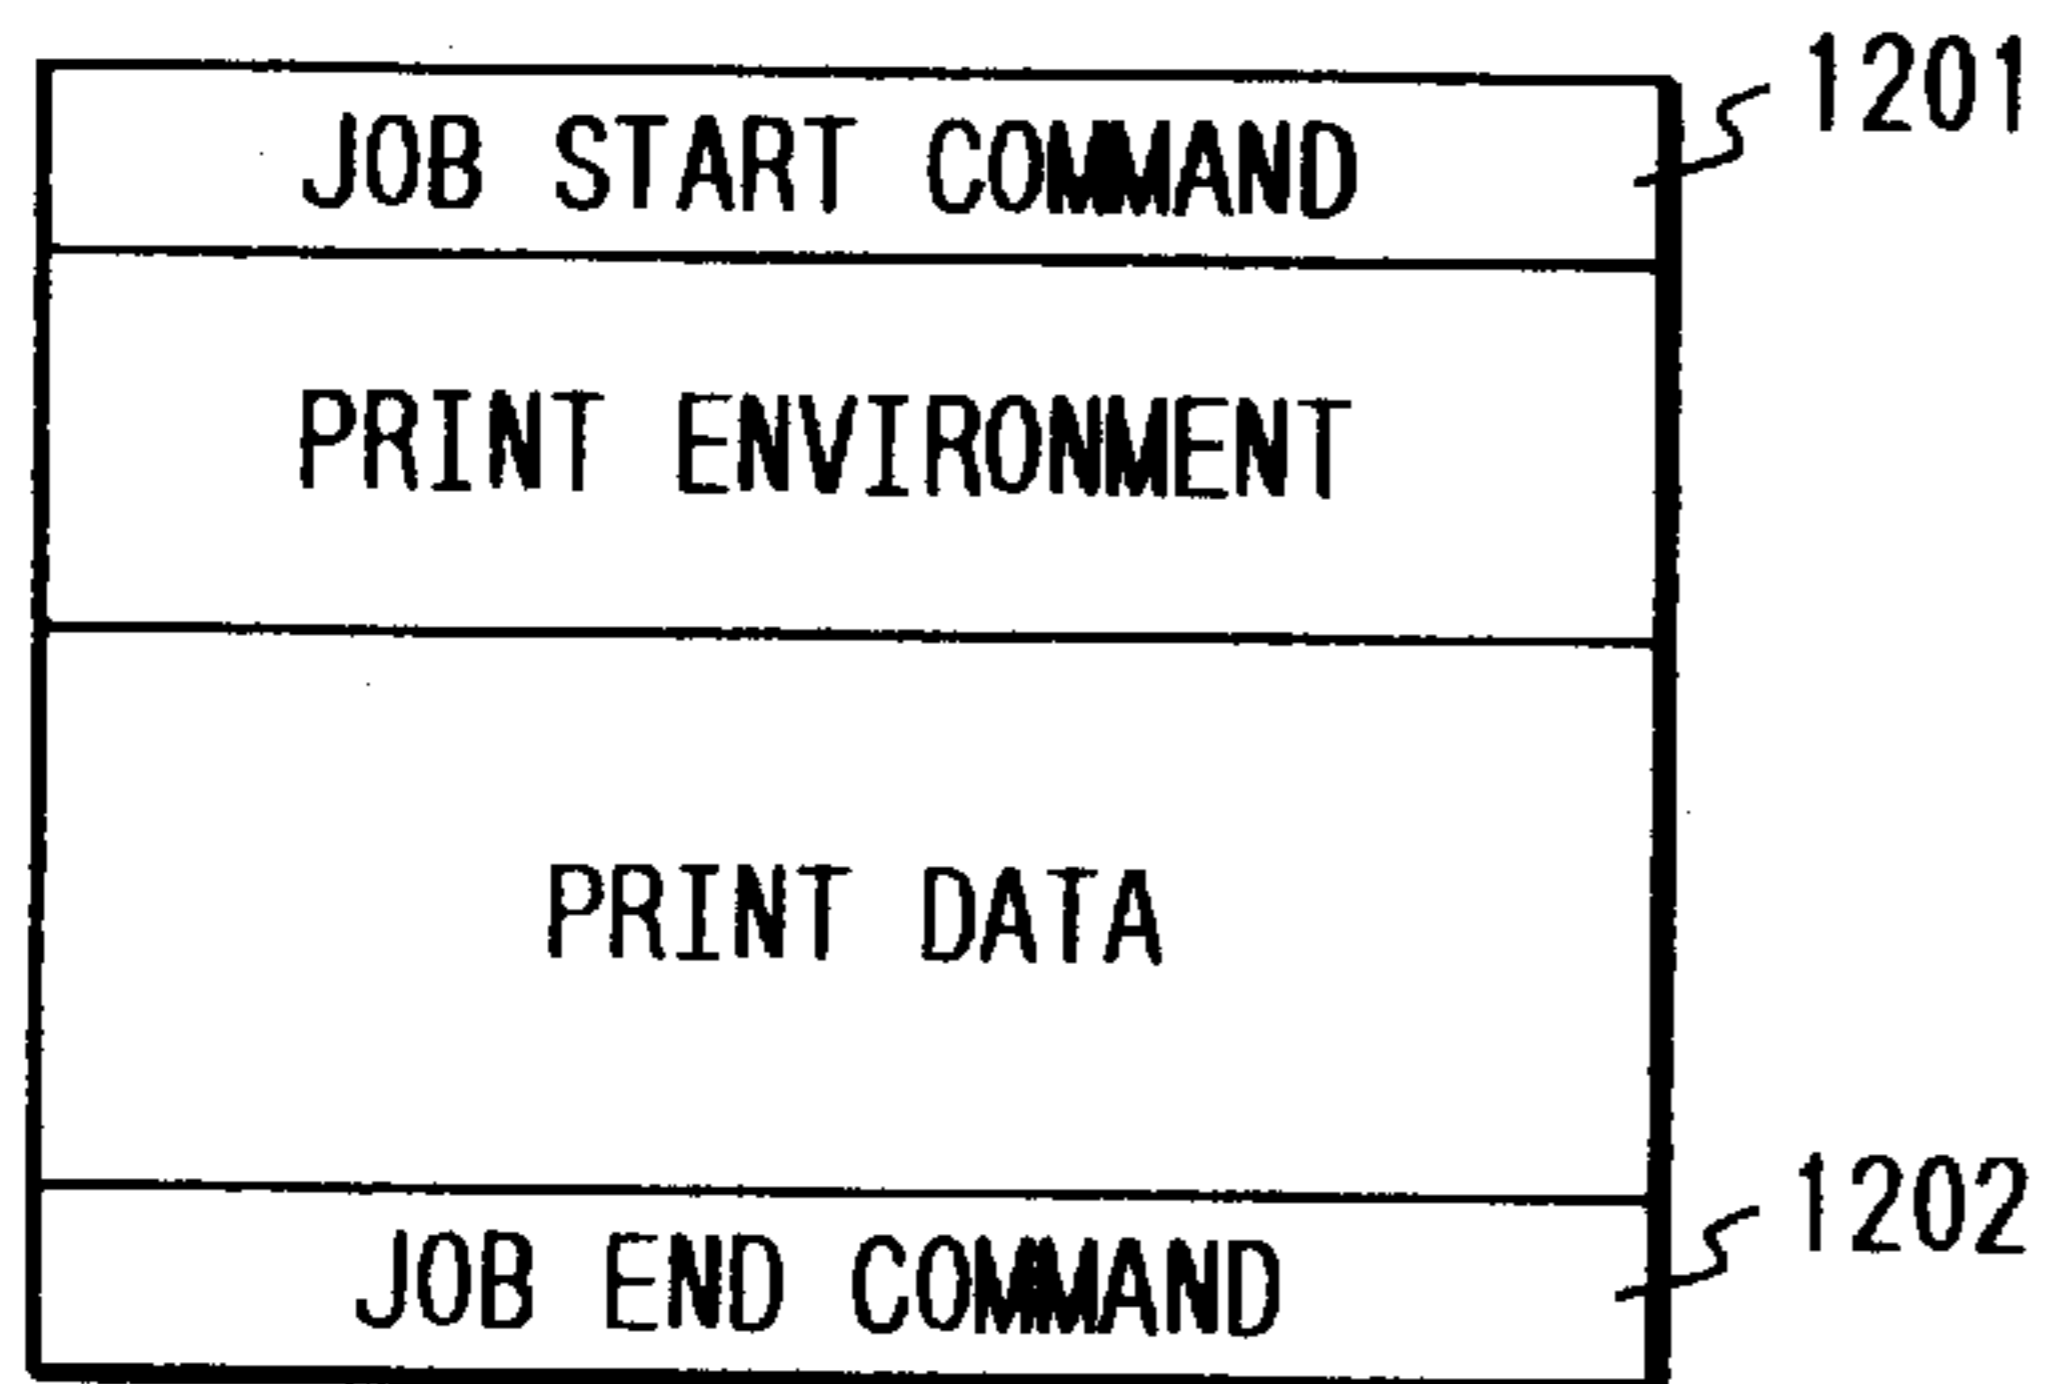 JOB START COMMAND 1201
PRINT ENVIRONMENT
PRINT DATA
JOB END COMMAND 1202